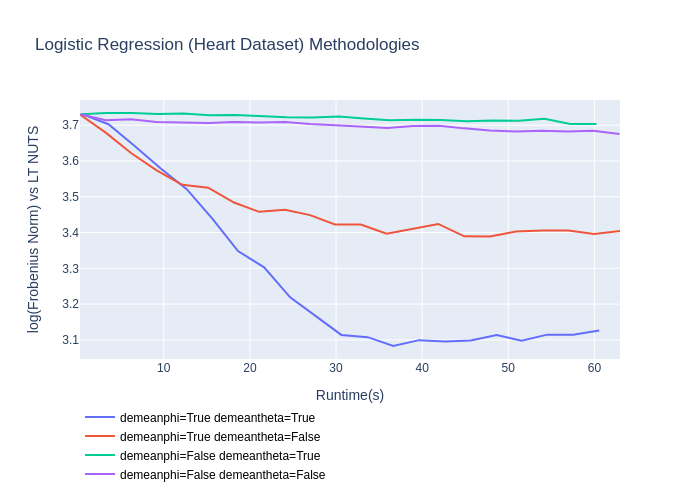 Logistic Regression (Heart Dataset) Methodologies
log(Frobenius Norm) vs LT NUTS
3.7
3.6
3.5
3.4
3.3
3.2
3.1
10 20 30 40 50 60
Runtime(s)
demeanphi=True demeantheta=True
demeanphi=True demeantheta=False
demeanphi=False demeantheta=True
demeanphi=False demeantheta=False